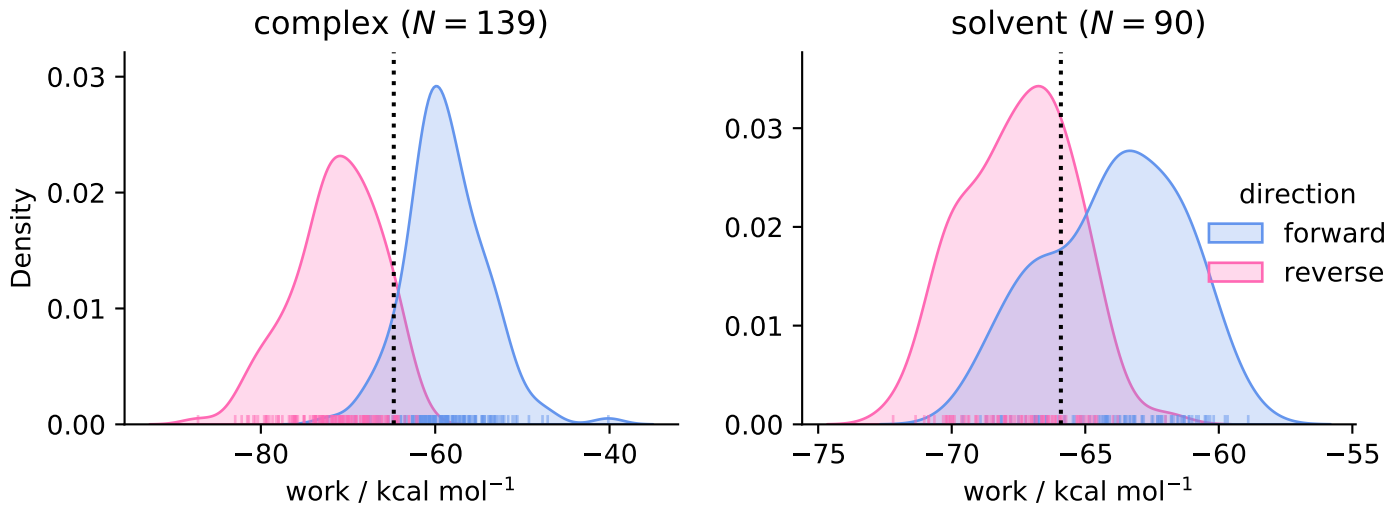 complex (N = 139)
0.03
0.02
0.01
0.00
Density
−80
−60
−40
work / kcal mol⁻¹
solvent (N = 90)
0.03
0.02
0.01
0.00
−75
−70
−65
−60
−55
work / kcal mol⁻¹
direction
forward
reverse